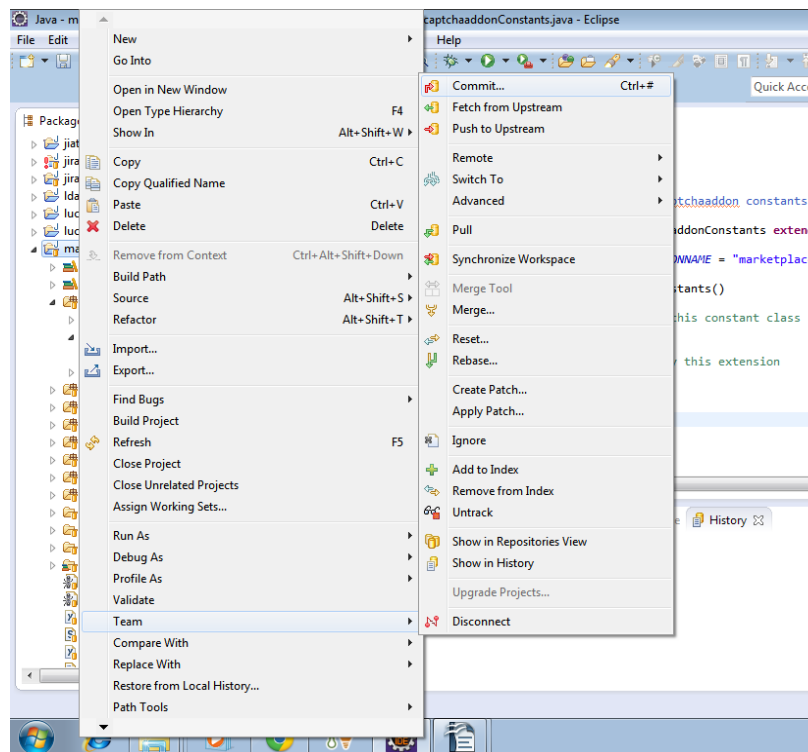 Java - m
captchaaddonConstants.java - Eclipse
File Edit
Help
Quick Acc
Packag
jiat
jira
jira
lda
luc
luc
ma
New
Go Into
Open in New Window
Open Type Hierarchy F4
Show In Alt+Shift+W
Copy Ctrl+C
Copy Qualified Name
Paste Ctrl+V
Delete Delete
Remove from Context Ctrl+Alt+Shift+Down
Build Path
Source Alt+Shift+S
Refactor Alt+Shift+T
Import...
Export...
Find Bugs
Build Project
Refresh F5
Close Project
Close Unrelated Projects
Assign Working Sets...
Run As
Debug As
Profile As
Validate
Team
Compare With
Replace With
Restore from Local History...
Path Tools
Commit... Ctrl+#
Fetch from Upstream
Push to Upstream
Remote
Switch To
Advanced
Pull
Synchronize Workspace
Merge Tool
Merge...
Reset...
Rebase...
Create Patch...
Apply Patch...
Ignore
Add to Index
Remove from Index
Untrack
Show in Repositories View
Show in History
Upgrade Projects...
Disconnect
ptchaaddon constants
addonConstants exten
ONNAME = "marketplac
stants()
this constant class
y this extension
e
History